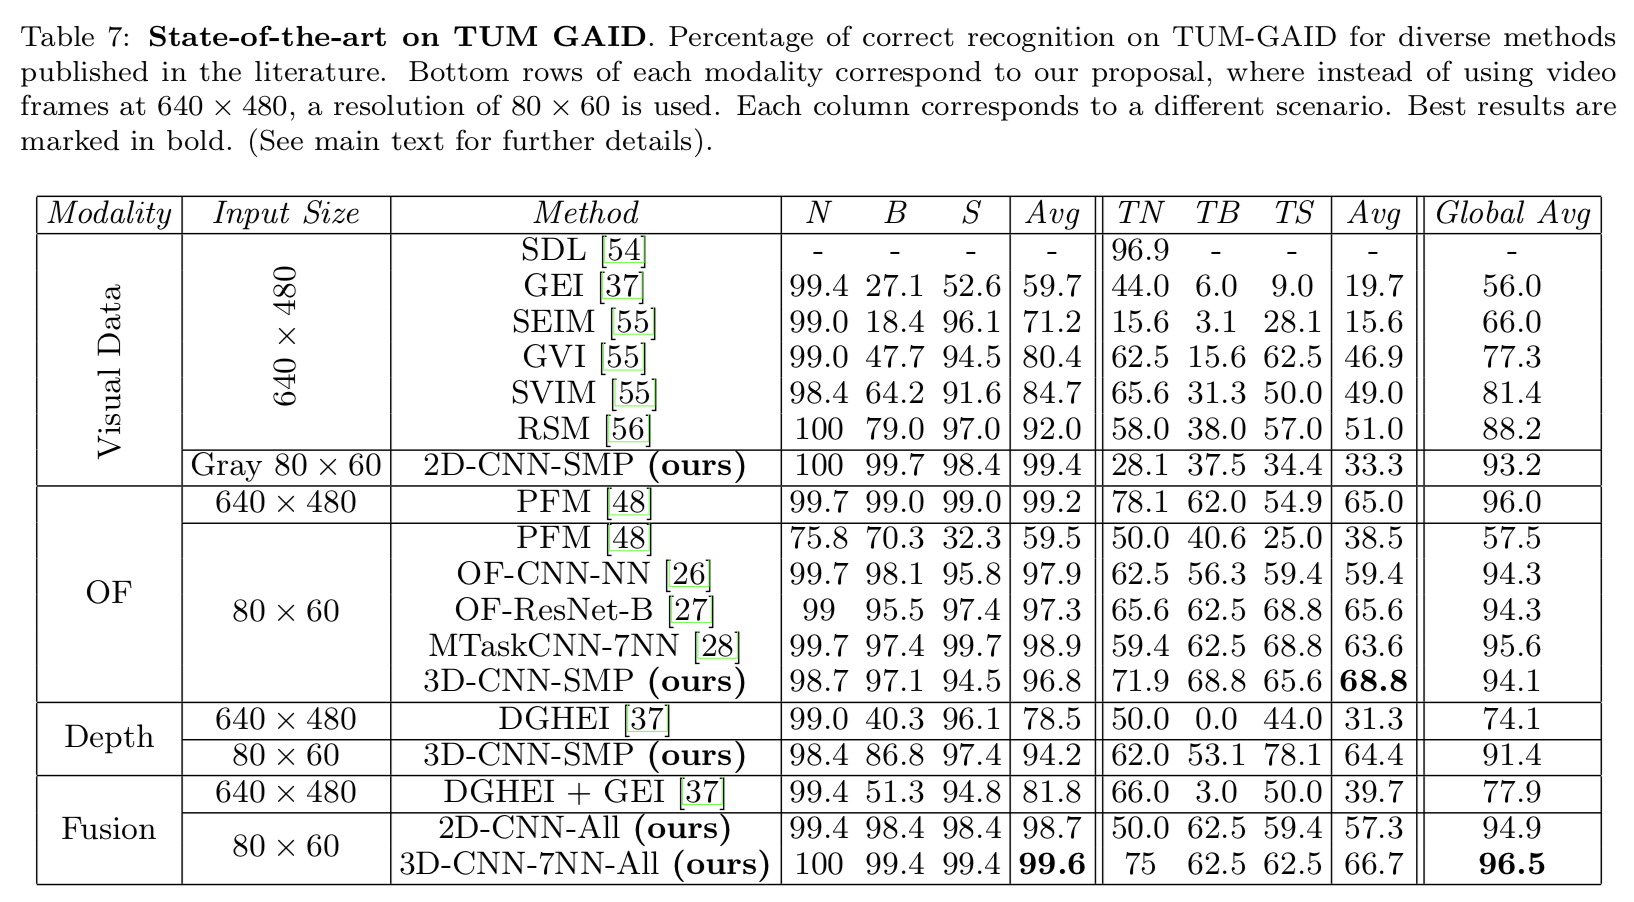 Table 7: State-of-the-art on TUM GAID. Percentage of correct recognition on TUM-GAID for diverse methods
published in the literature. Bottom rows of each modality correspond to our proposal, where instead of using video
frames at 640 × 480, a resolution of 80 × 60 is used. Each column corresponds to a different scenario. Best results are
marked in bold. (See main text for further details).
Modality Input Size Method N B S Avg TN TB TS Avg Global Avg
Visual Data 640 × 480 SDL [54] - - - - 96.9 - - - -
GEI [37] 99.4 27.1 52.6 59.7 44.0 6.0 9.0 19.7 56.0
SEIM [55] 99.0 18.4 96.1 71.2 15.6 3.1 28.1 15.6 66.0
GVI [55] 99.0 47.7 94.5 80.4 62.5 15.6 62.5 46.9 77.3
SVIM [55] 98.4 64.2 91.6 84.7 65.6 31.3 50.0 49.0 81.4
RSM [56] 100 79.0 97.0 92.0 58.0 38.0 57.0 51.0 88.2
Gray 80 × 60 2D-CNN-SMP (ours) 100 99.7 98.4 99.4 28.1 37.5 34.4 33.3 93.2
OF 640 × 480 PFM [48] 99.7 99.0 99.0 99.2 78.1 62.0 54.9 65.0 96.0
80 × 60 PFM [48] 75.8 70.3 32.3 59.5 50.0 40.6 25.0 38.5 57.5
OF-CNN-NN [26] 99.7 98.1 95.8 97.9 62.5 56.3 59.4 59.4 94.3
OF-ResNet-B [27] 99 95.5 97.4 97.3 65.6 62.5 68.8 65.6 94.3
MTaskCNN-7NN [28] 99.7 97.4 99.7 98.9 59.4 62.5 68.8 63.6 95.6
3D-CNN-SMP (ours) 98.7 97.1 94.5 96.8 71.9 68.8 65.6 68.8 94.1
Depth 640 × 480 DGHEI [37] 99.0 40.3 96.1 78.5 50.0 0.0 44.0 31.3 74.1
80 × 60 3D-CNN-SMP (ours) 98.4 86.8 97.4 94.2 62.0 53.1 78.1 64.4 91.4
Fusion 640 × 480 DGHEI + GEI [37] 99.4 51.3 94.8 81.8 66.0 3.0 50.0 39.7 77.9
80 × 60 2D-CNN-All (ours) 99.4 98.4 98.4 98.7 50.0 62.5 59.4 57.3 94.9
3D-CNN-7NN-All (ours) 100 99.4 99.4 99.6 75 62.5 62.5 66.7 96.5